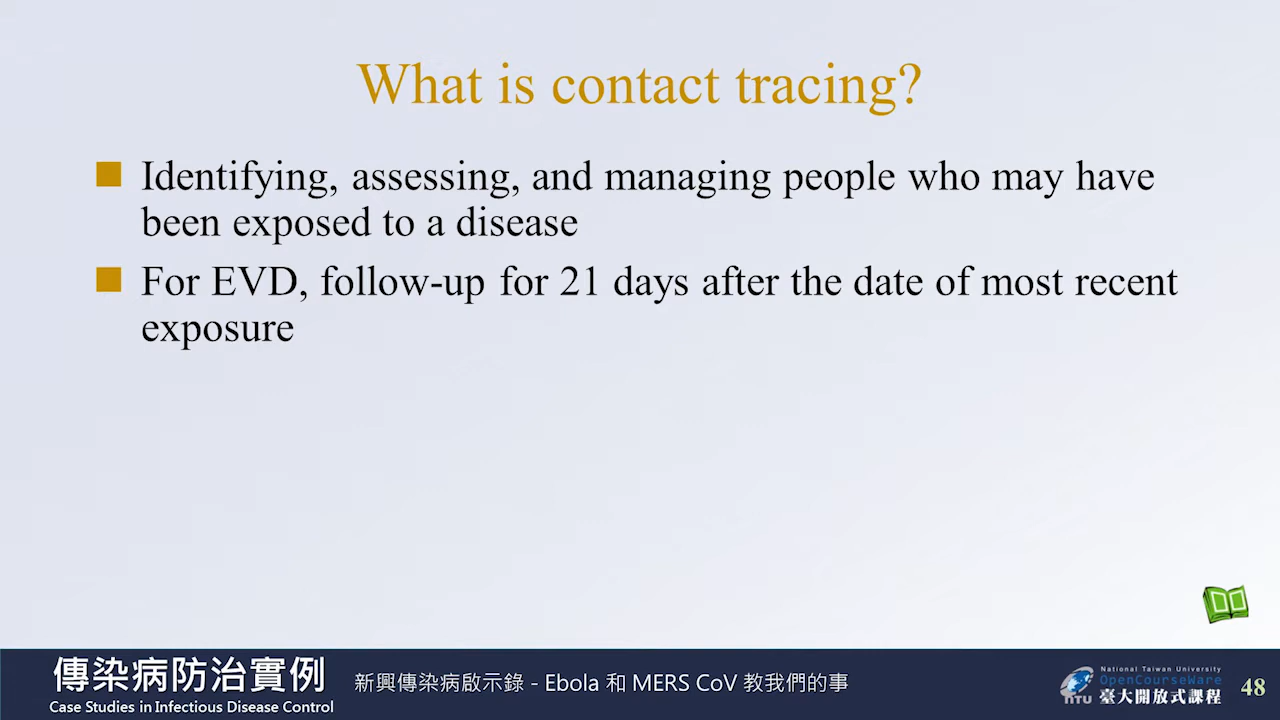 What is contact tracing?
Identifying, assessing, and managing people who may have
been exposed to a disease
For EVD, follow-up for 21 days after the date of most recent
exposure
傳染病防治實例
Case Studies in Infectious Disease Control
新興傳染病啟示錄 - Ebola 和 MERS CoV 教我們的事
National Taiwan University
OpenCourseWare
NTU 臺大開放式課程
48